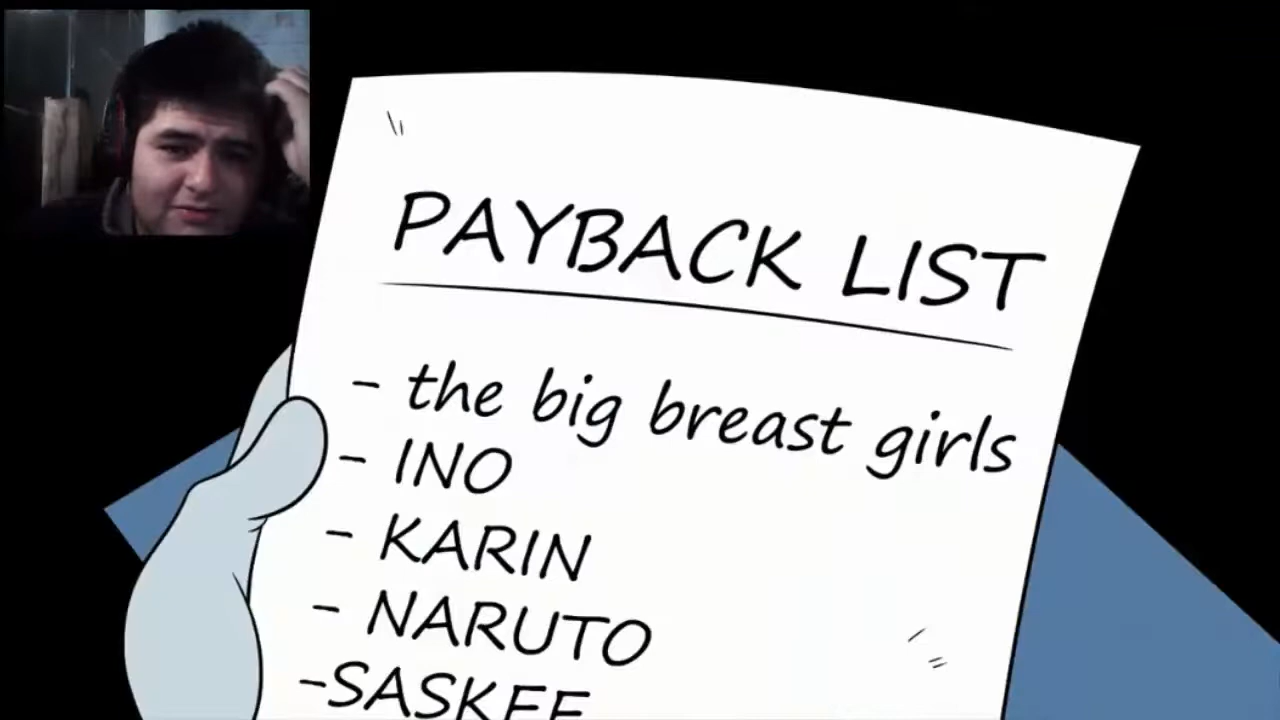 PAYBACK LIST
- the big breast girls
- INO
- KARIN
- NARUTO
-SASKEE